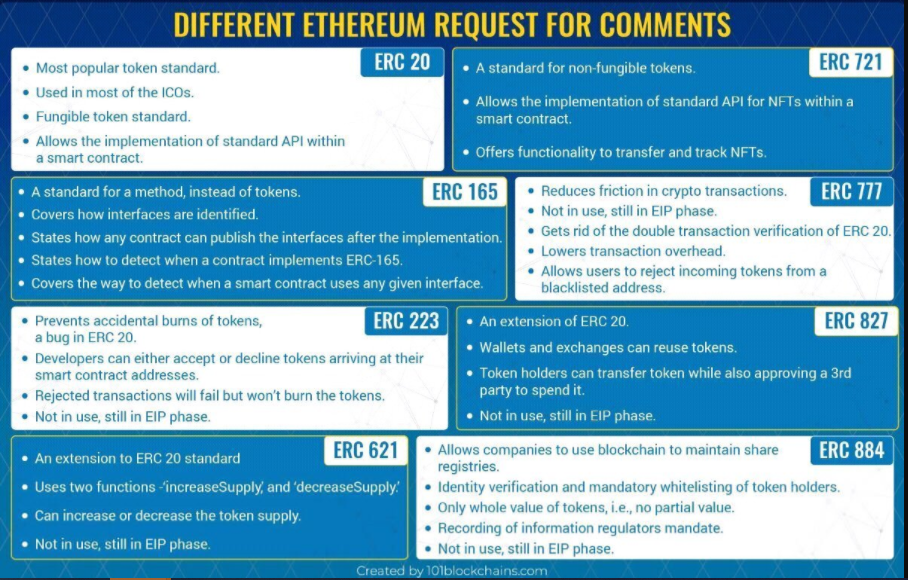 DIFFERENT ETHEREUM REQUEST FOR COMMENTS
ERC 20
• Most popular token standard.
• Used in most of the ICOs.
• Fungible token standard.
• Allows the implementation of standard API within
a smart contract.
ERC 721
• A standard for non-fungible tokens.
• Allows the implementation of standard API for NFTs within a
smart contract.
• Offers functionality to transfer and track NFTs.
ERC 165
• A standard for a method, instead of tokens.
• Covers how interfaces are identified.
• States how any contract can publish the interfaces after the implementation.
• States how to detect when a contract implements ERC-165.
• Covers the way to detect when a smart contract uses any given interface.
ERC 777
• Reduces friction in crypto transactions.
• Not in use, still in EIP phase.
• Gets rid of the double transaction verification of ERC 20.
• Lowers transaction overhead.
• Allows users to reject incoming tokens from a
blacklisted address.
ERC 223
• Prevents accidental burns of tokens,
a bug in ERC 20.
• Developers can either accept or decline tokens arriving at their
smart contract addresses.
• Rejected transactions will fail but won't burn the tokens.
• Not in use, still in EIP phase.
ERC 827
• An extension of ERC 20.
• Wallets and exchanges can reuse tokens.
• Token holders can transfer token while also approving a 3rd
party to spend it.
• Not in use, still in EIP phase.
ERC 621
• An extension to ERC 20 standard
• Uses two functions -'increaseSupply,' and 'decreaseSupply.'
• Can increase or decrease the token supply.
• Not in use, still in EIP phase.
ERC 884
• Allows companies to use blockchain to maintain share
registries.
• Identity verification and mandatory whitelisting of token holders.
• Only whole value of tokens, i.e., no partial value.
• Recording of information regulators mandate.
• Not in use, still in EIP phase.
Created by 101blockchains.com